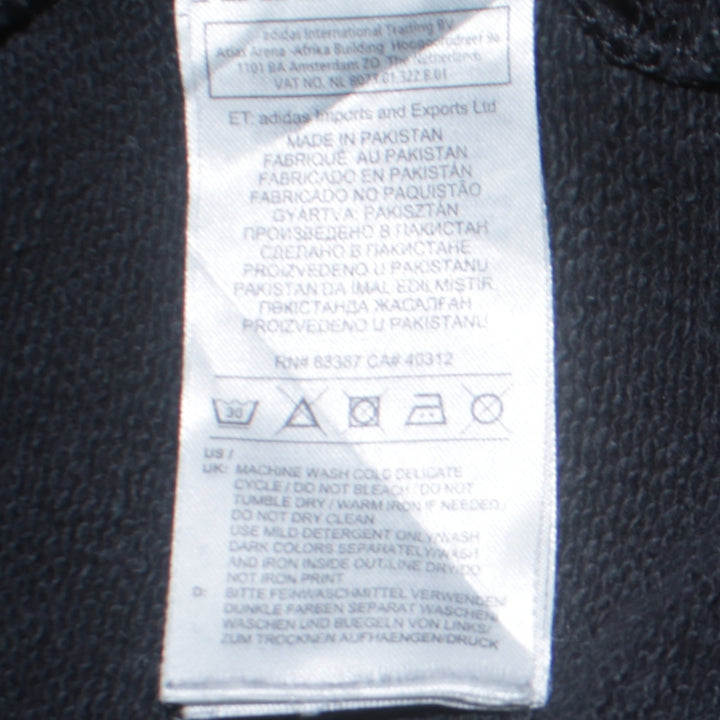 adidas International Trading BV
Atlas Arena -Afrika Building Hoogoorddreef 9a
1101 BA Amsterdam ZO The Netherlands
VAT NO. NL 8073.01.322.B.01
ET: adidas Imports and Exports Ltd
MADE IN PAKISTAN
FABRIQUÉ AU PAKISTAN
FABRICADO EN PAKISTÁN
FABRICADO NO PAQUISTÃO
GYÁRTVA: PAKISZTÁN
ПРОИЗВЕДЕНО В ПАКИСТАН
СДЕЛАНО В ПАКИСТАНЕ
PROIZVEDENO U PAKISTANU
PAKISTAN DA İMAL EDİLMİŞTİR.
ПӘКІСТАНДА ЖАСАЛҒАН
PROIZVEDENO U PAKISTANU
RN# 88387 CA# 40312
30
US /
UK: MACHINE WASH COLD DELICATE
CYCLE / DO NOT BLEACH / DO NOT
TUMBLE DRY / WARM IRON IF NEEDED /
DO NOT DRY CLEAN
USE MILD DETERGENT ONLY/WASH
DARK COLORS SEPARATELY/WASH
AND IRON INSIDE OUT/LINE DRY/DO
NOT IRON PRINT
D: BITTE FEINWASCHMITTEL VERWENDEN/
DUNKLE FARBEN SEPARAT WASCHEN/
WASCHEN UND BUEGELN VON LINKS/
ZUM TROCKNEN AUFHAENGEN/DRUCK